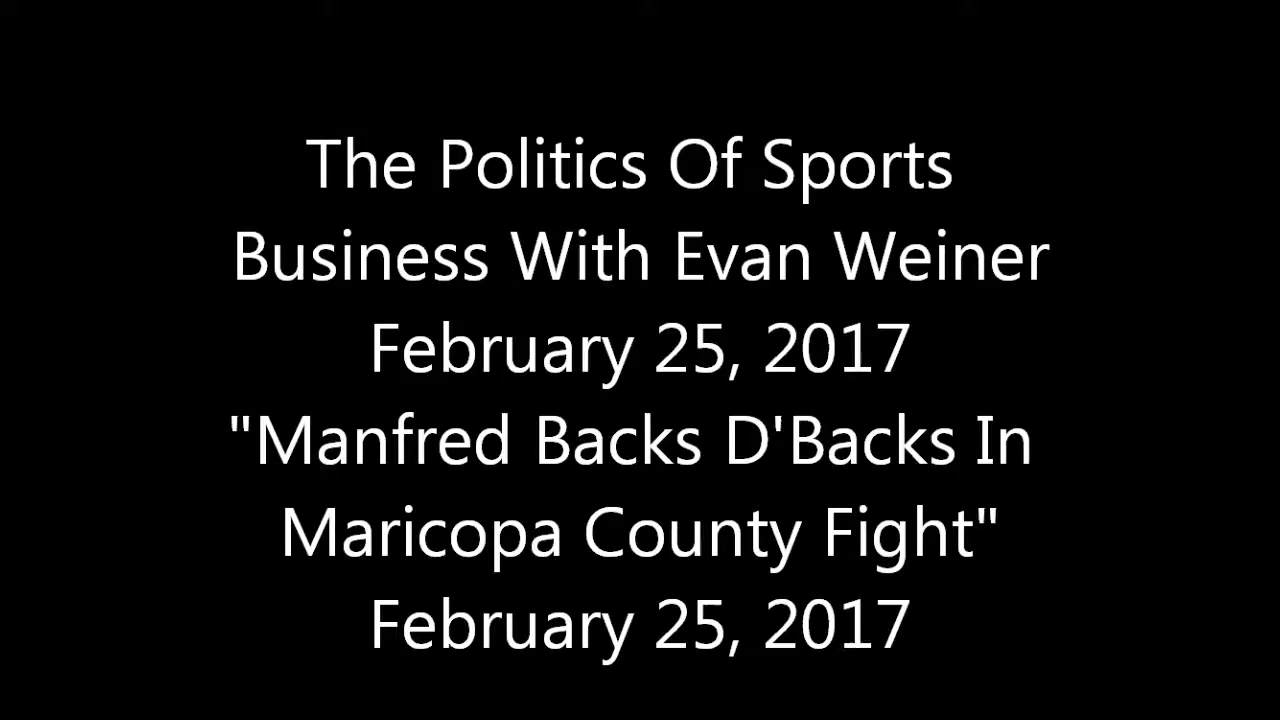 The Politics Of Sports
Business With Evan Weiner
February 25, 2017
"Manfred Backs D'Backs In
Maricopa County Fight"
February 25, 2017